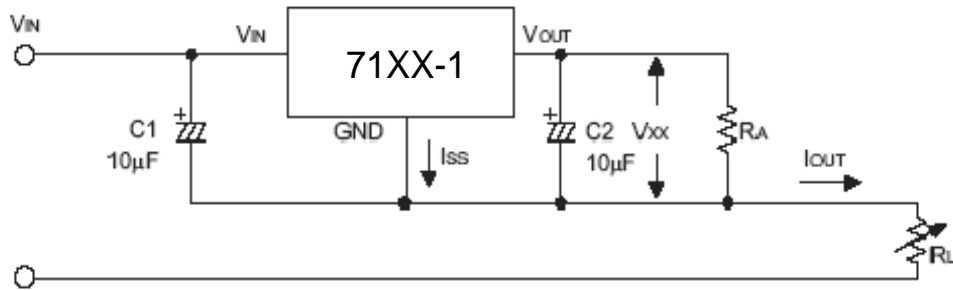 VIN
VIN
71XX-1
VOUT
C1
10µF
GND
ISS
C2
10µF
VXX
RA
IOUT
RL